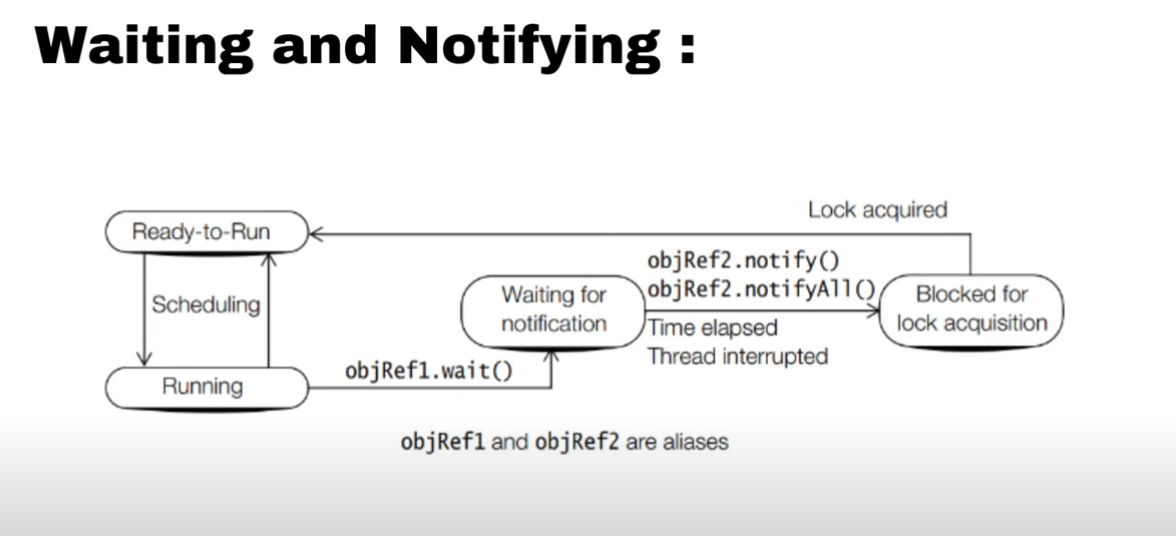 Waiting and Notifying :
Lock acquired
Ready-to-Run
objRef2.notify()
objRef2.notifyAll()
Blocked for
lock acquisition
Waiting for
notification
Scheduling
Time elapsed
Thread interrupted
objRef1.wait()
Running
objRef1 and objRef2 are aliases